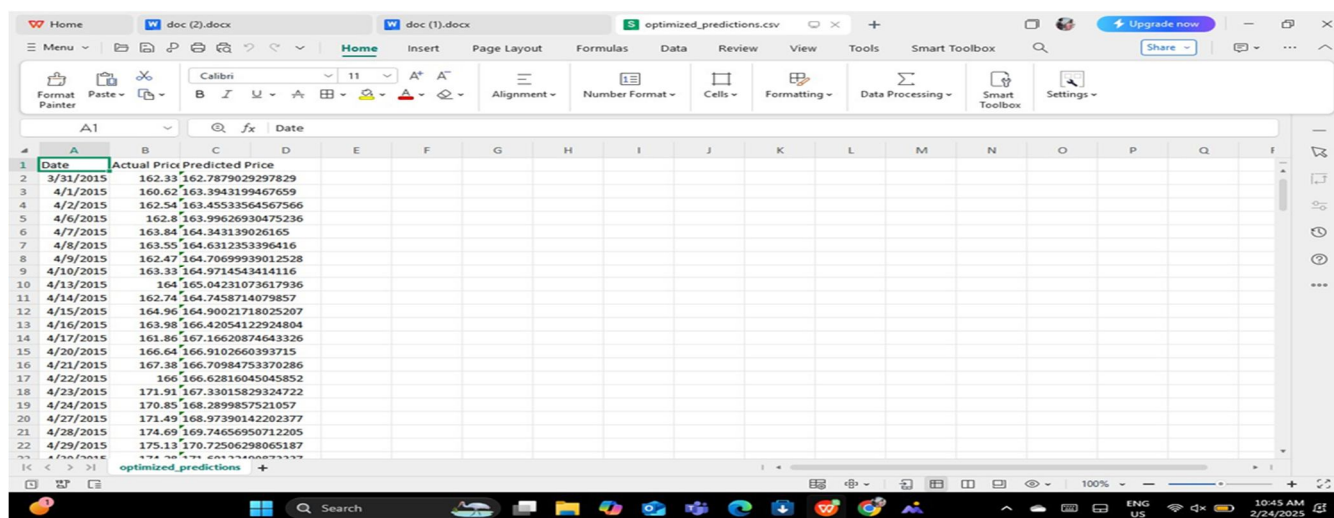 Home doc (2).docx doc (1).docx optimized_predictions.csv + Upgrade now
Menu Home Insert Page Layout Formulas Data Review View Tools Smart Toolbox Share
Calibri 11 A+ A-
Format Painter Paste B I U A Alignment Number Format Cells Formatting Data Processing Smart Toolbox Settings
A1 fx Date
A B C D E F G H I J K L M N O P Q
1 Date Actual Price Predicted Price
2 3/31/2015 162.33 162.7879029297829
3 4/1/2015 160.62 163.3943199467659
4 4/2/2015 162.54 163.45533564567566
5 4/6/2015 162.8 163.99626930475236
6 4/7/2015 163.84 164.343139026165
7 4/8/2015 163.55 164.6312353396416
8 4/9/2015 162.47 164.70699939012528
9 4/10/2015 163.33 164.9714543414116
10 4/13/2015 164 165.04231073617936
11 4/14/2015 162.74 164.7458714079857
12 4/15/2015 164.96 164.90021718025207
13 4/16/2015 163.98 166.42054122924804
14 4/17/2015 161.86 167.16620874643326
15 4/20/2015 166.64 166.9102660393715
16 4/21/2015 167.38 166.70984753370286
17 4/22/2015 166 166.62816045045852
18 4/23/2015 171.91 167.33015829324722
19 4/24/2015 170.85 168.2899857521057
20 4/27/2015 171.49 168.97390142202377
21 4/28/2015 174.69 169.74656950712205
22 4/29/2015 175.13 170.72506298065187
optimized_predictions +
100% - +
1 Search ENG US 10:45 AM 2/24/2025